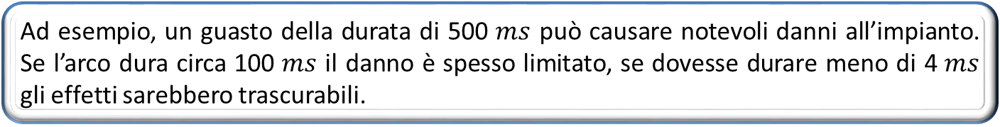 Ad esempio, un guasto della durata di 500 ms può causare notevoli danni all’impianto.
Se l’arco dura circa 100 ms il danno è spesso limitato, se dovesse durare meno di 4 ms
gli effetti sarebbero trascurabili.